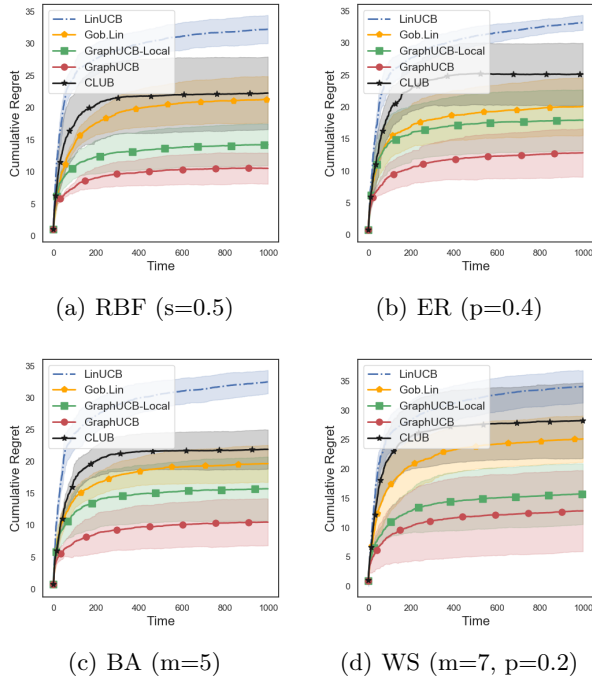 35
30
25
20
15
10
5
0
Cumulative Regret
LinUCB
Gob.Lin
GraphUCB-Local
GraphUCB
CLUB
0 200 400 600 800 1000
Time
(a) RBF (s=0.5)
35
30
25
20
15
10
5
0
Cumulative Regret
LinUCB
Gob.Lin
GraphUCB-Local
GraphUCB
CLUB
0 200 400 600 800 1000
Time
(b) ER (p=0.4)
35
30
25
20
15
10
5
0
Cumulative Regret
LinUCB
Gob.Lin
GraphUCB-Local
GraphUCB
CLUB
0 200 400 600 800 1000
Time
(c) BA (m=5)
35
30
25
20
15
10
5
0
Cumulative Regret
LinUCB
Gob.Lin
GraphUCB-Local
GraphUCB
CLUB
0 200 400 600 800 1000
Time
(d) WS (m=7, p=0.2)